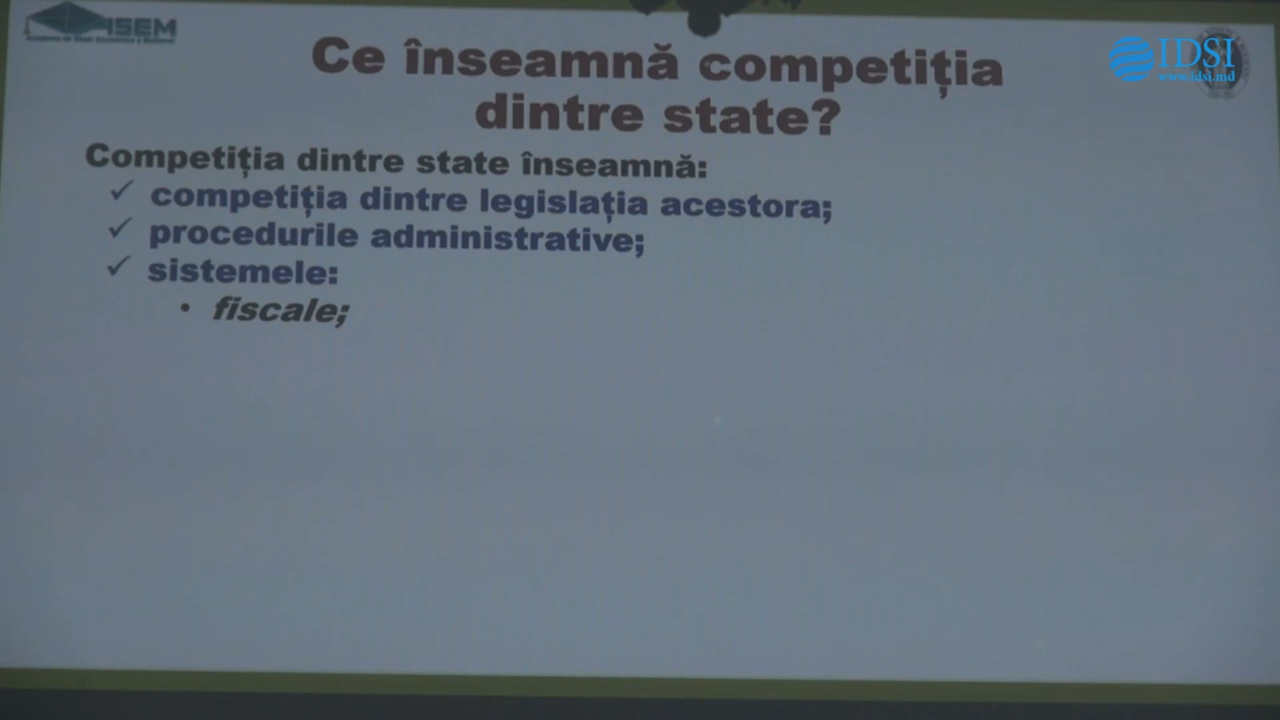 ISEM
IDSI
www.idsi.md
Ce înseamnă competiția
dintre state?
Competiția dintre state înseamnă:
✓ competiția dintre legislația acestora;
✓ procedurile administrative;
✓ sistemele:
• fiscale;